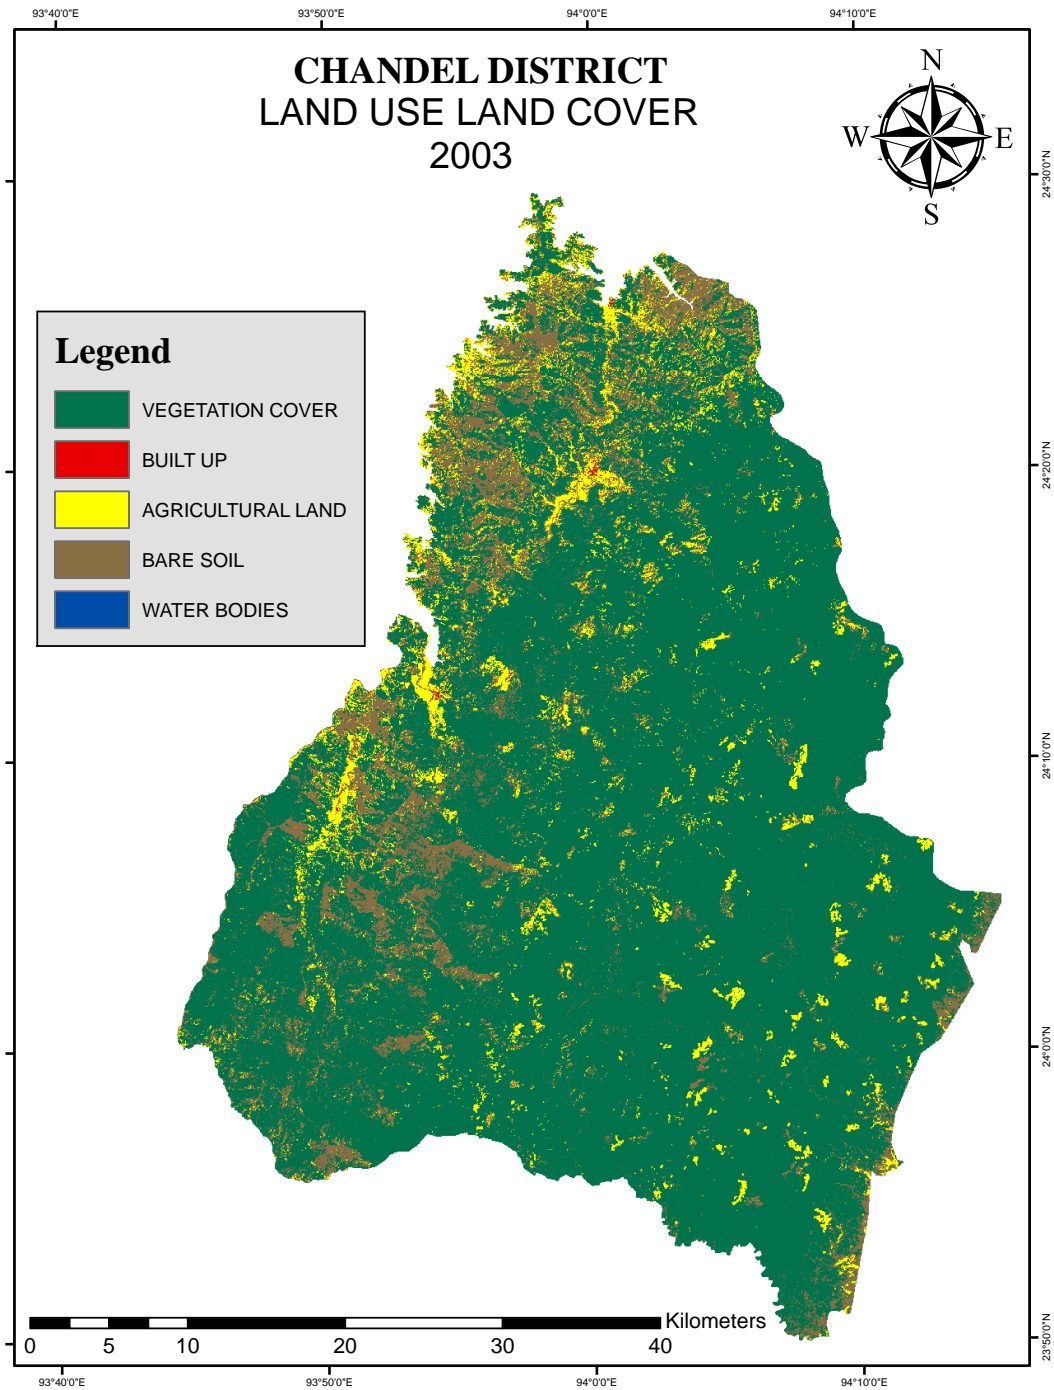 93°40'0"E 93°50'0"E 94°0'0"E 94°10'0"E
CHANDEL DISTRICT
LAND USE LAND COVER
2003
N
W E
S
24°30'0"N
Legend
VEGETATION COVER
BUILT UP
AGRICULTURAL LAND
BARE SOIL
WATER BODIES
24°20'0"N
24°10'0"N
24°0'0"N
23°50'0"N
Kilometers
0 5 10 20 30 40
93°40'0"E 93°50'0"E 94°0'0"E 94°10'0"E